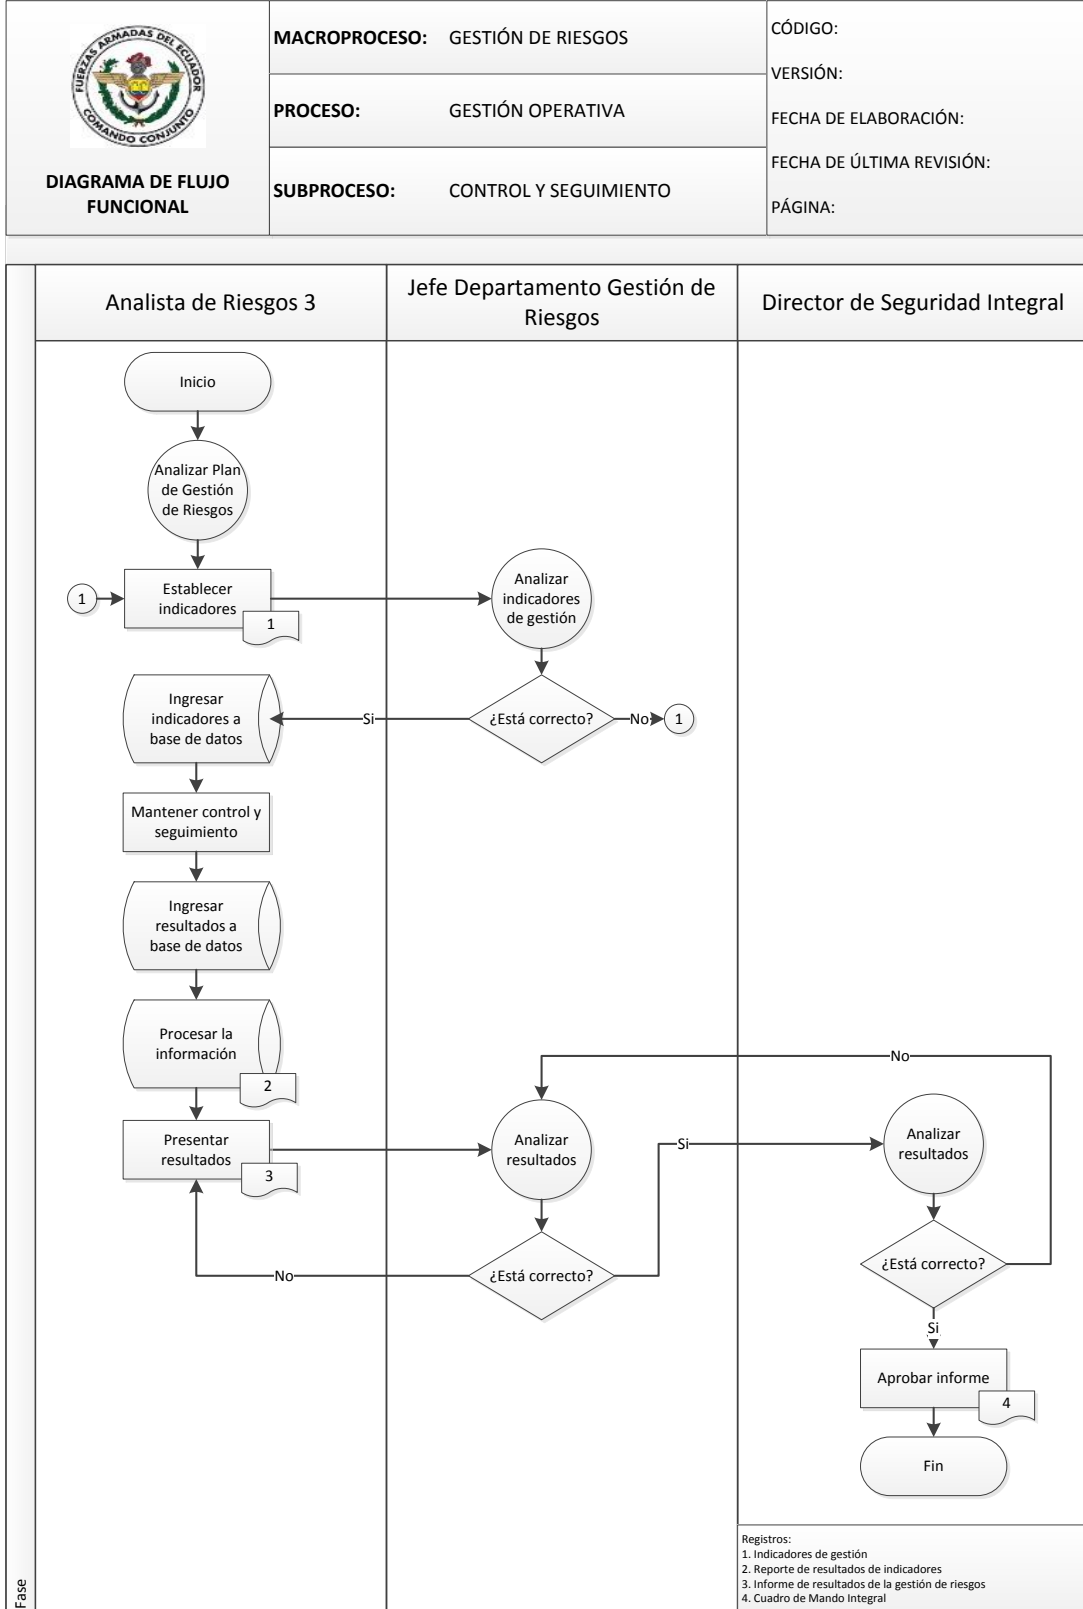 FUERZAS ARMADAS DEL ECUADOR
COMANDO CONJUNTO
DIAGRAMA DE FLUJO
FUNCIONAL
MACROPROCESO: GESTIÓN DE RIESGOS
PROCESO: GESTIÓN OPERATIVA
SUBPROCESO: CONTROL Y SEGUIMIENTO
CÓDIGO:
VERSIÓN:
FECHA DE ELABORACIÓN:
FECHA DE ÚLTIMA REVISIÓN:
PÁGINA:
Analista de Riesgos 3
Jefe Departamento Gestión de
Riesgos
Director de Seguridad Integral
Inicio
Analizar Plan
de Gestión
de Riesgos
1
Establecer
indicadores
1
Analizar
indicadores
de gestión
Ingresar
indicadores a
base de datos
Si
¿Está correcto?
No
1
Mantener control y
seguimiento
Ingresar
resultados a
base de datos
Procesar la
información
2
No
Presentar
resultados
3
Analizar
resultados
Si
Analizar
resultados
No
¿Está correcto?
¿Está correcto?
Si
Aprobar informe
4
Fin
Registros:
1. Indicadores de gestión
2. Reporte de resultados de indicadores
3. Informe de resultados de la gestión de riesgos
4. Cuadro de Mando Integral
Fase